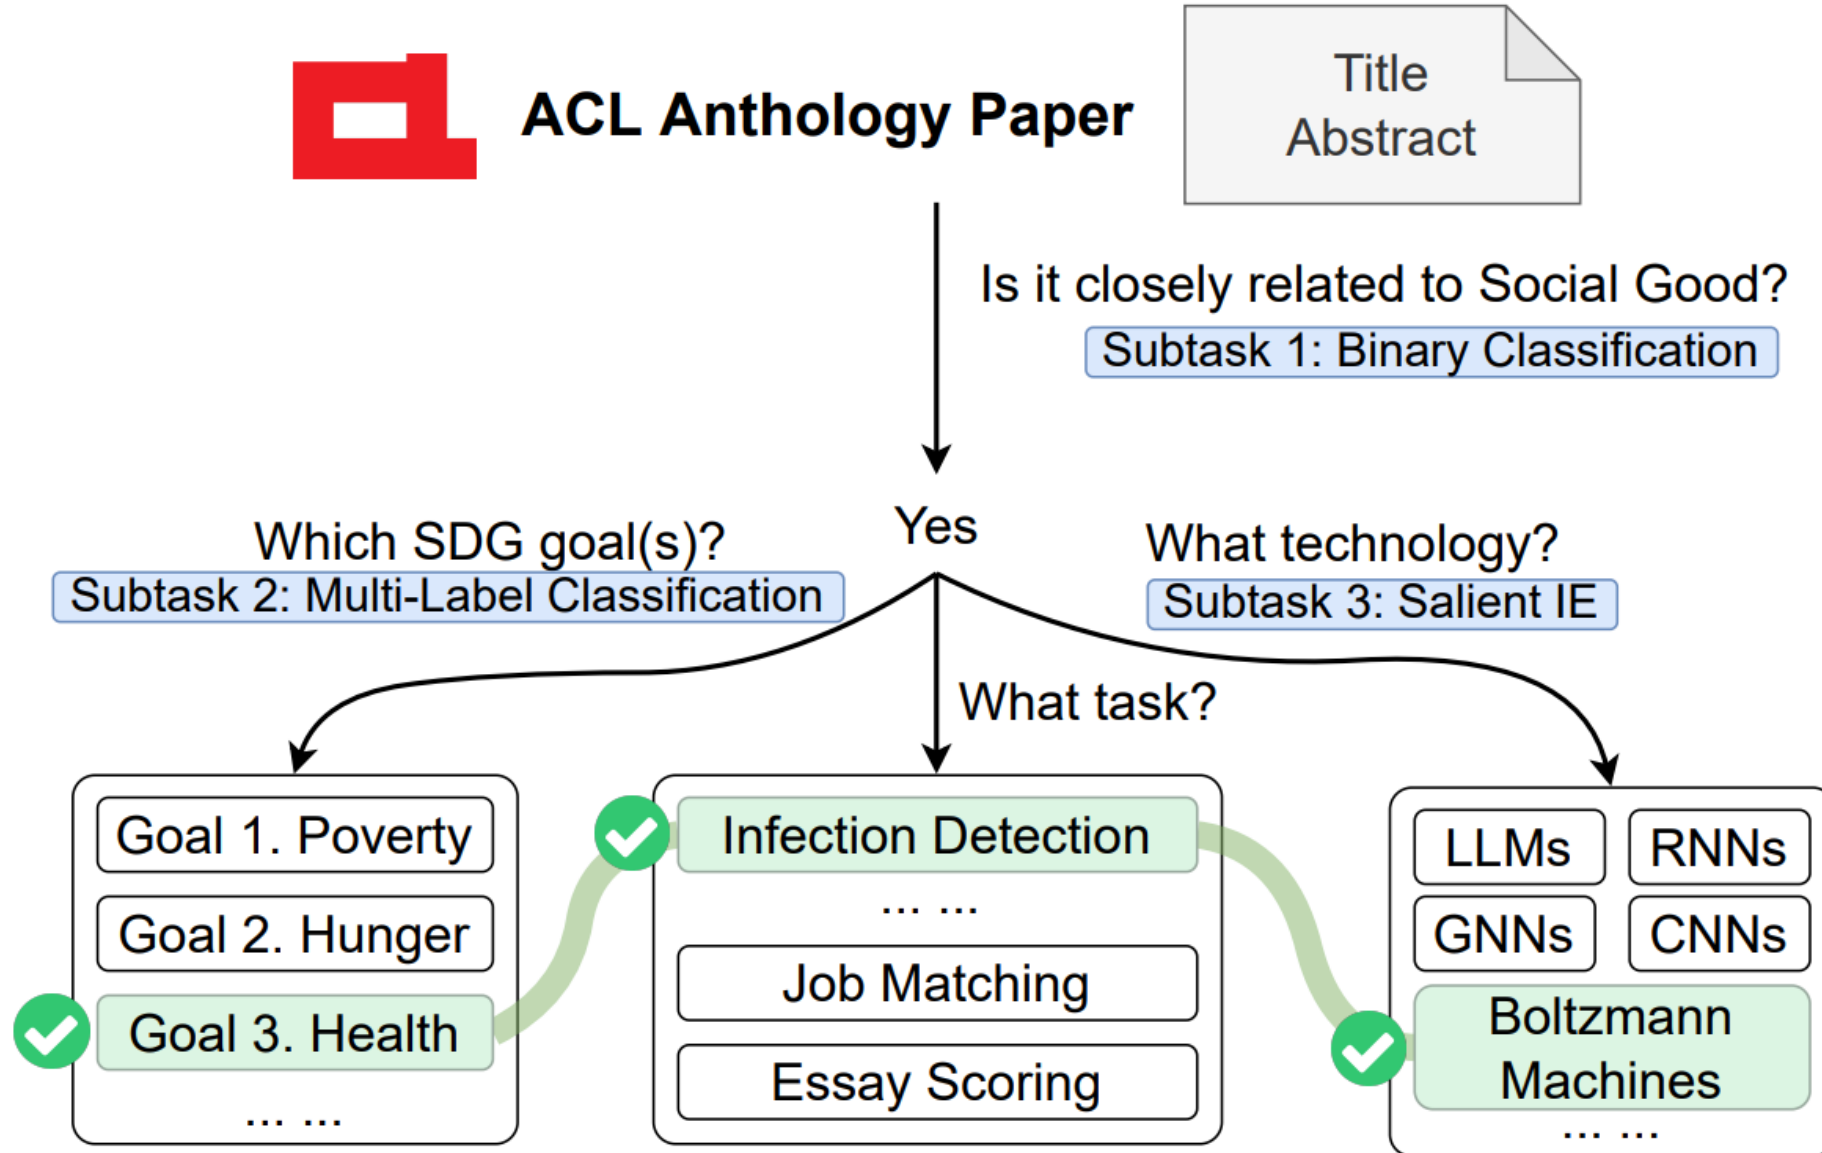 ACL Anthology Paper
Title
Abstract
Is it closely related to Social Good?
Subtask 1: Binary Classification
Yes
Which SDG goal(s)?
Subtask 2: Multi-Label Classification
What technology?
Subtask 3: Salient IE
What task?
Goal 1. Poverty
Goal 2. Hunger
Goal 3. Health
... ...
Infection Detection
... ...
Job Matching
Essay Scoring
LLMs
RNNs
GNNs
CNNs
Boltzmann
Machines
... ...